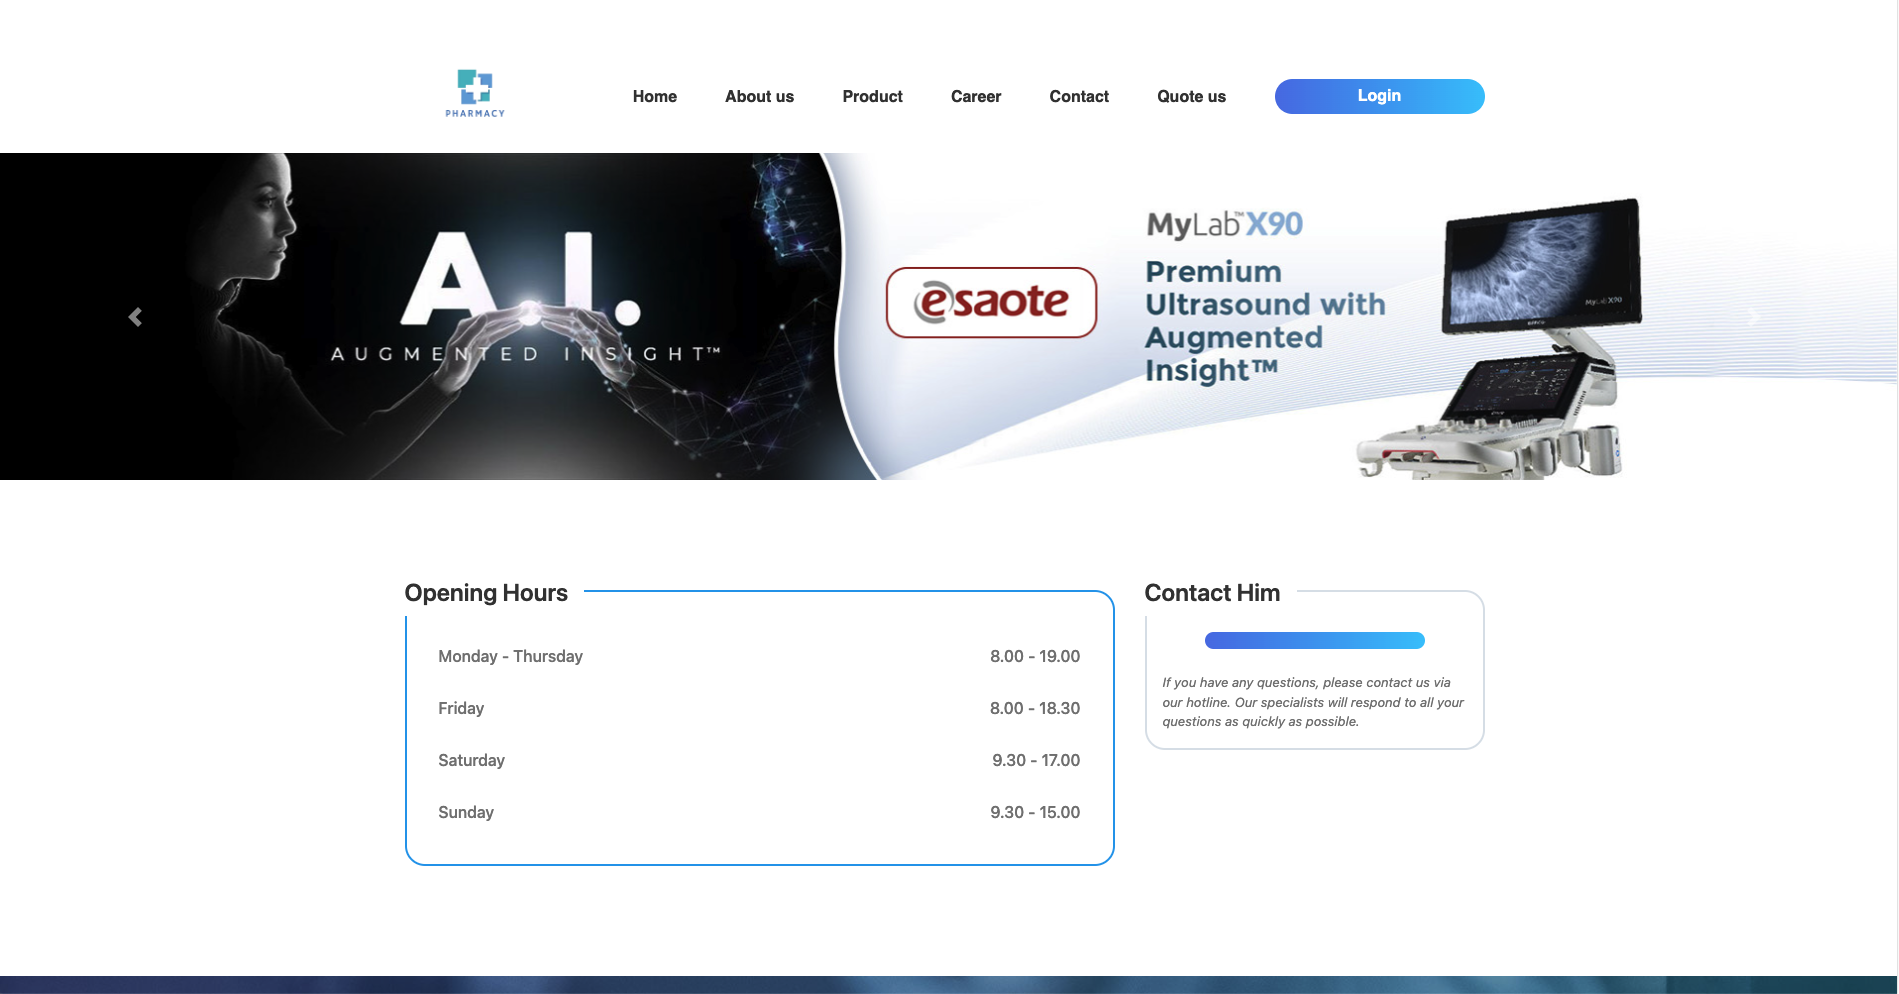 PHARMACY
Home About us Product Career Contact Quote us Login
A.I.
AUGMENTED INSIGHT™
esaote
MyLab™X90
Premium
Ultrasound with
Augmented
Insight™
MyLabX90
Opening Hours
Monday - Thursday 8.00 - 19.00
Friday 8.00 - 18.30
Saturday 9.30 - 17.00
Sunday 9.30 - 15.00
Contact Him
If you have any questions, please contact us via
our hotline. Our specialists will respond to all your
questions as quickly as possible.